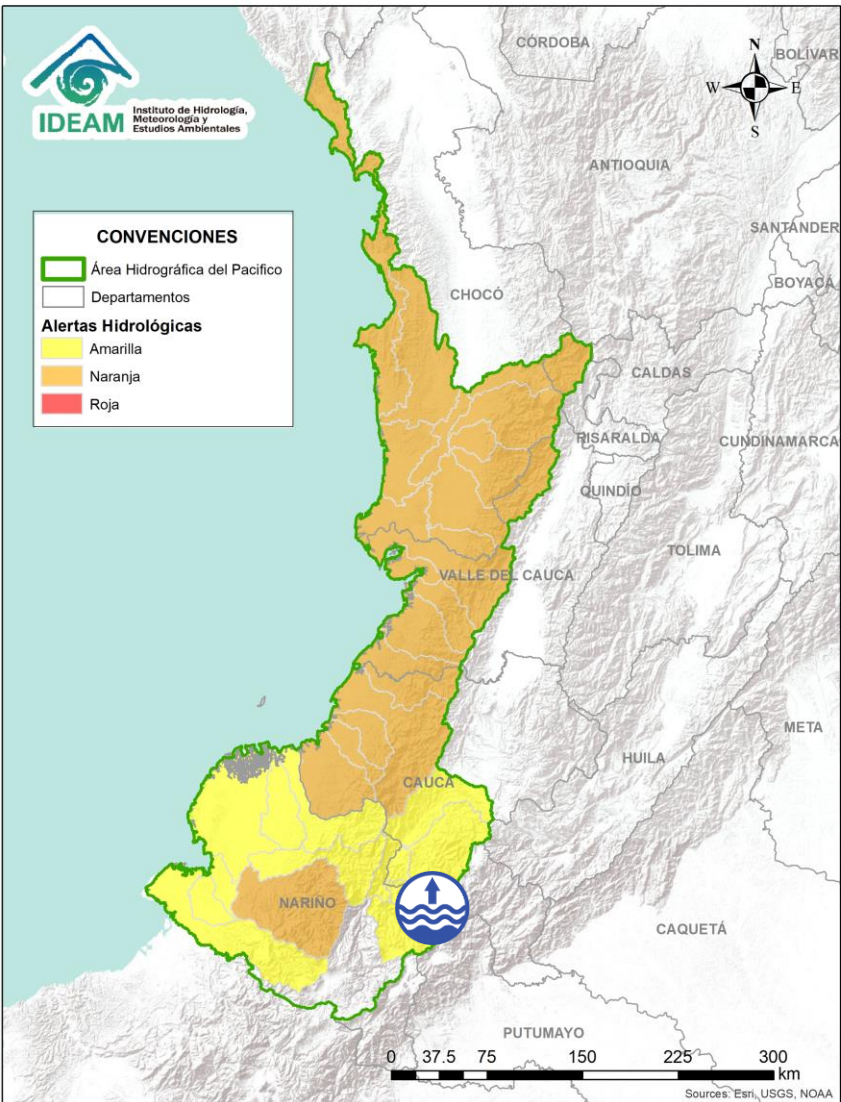 IDEAM
Instituto de Hidrología,
Meteorología y
Estudios Ambientales
CÓRDOBA
BOLÍVAR
N
W
E
S
ANTIOQUIA
SANTANDER
CONVENCIONES
Área Hidrográfica del Pacifico
Departamentos
Alertas Hidrológicas
Amarilla
Naranja
Roja
BOYACÁ
CHOCÓ
CALDAS
RISARALDA
CUNDINAMARCA
QUINDÍO
TOLIMA
VALLE DEL CAUCA
META
HUILA
CAUCA
NARIÑO
CAQUETÁ
PUTUMAYO
0 37.5 75 150 225 300
km
Sources: Esri, USGS, NOAA